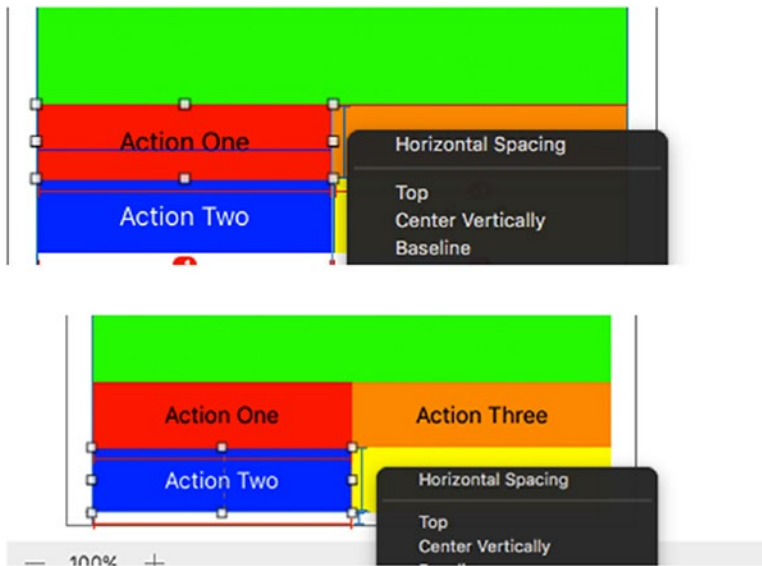 Action One
Horizontal Spacing
Top
Action Two
Center Vertically
Baseline
Action One
Action Three
Action Two
Horizontal Spacing
Top
Center Vertically
100%